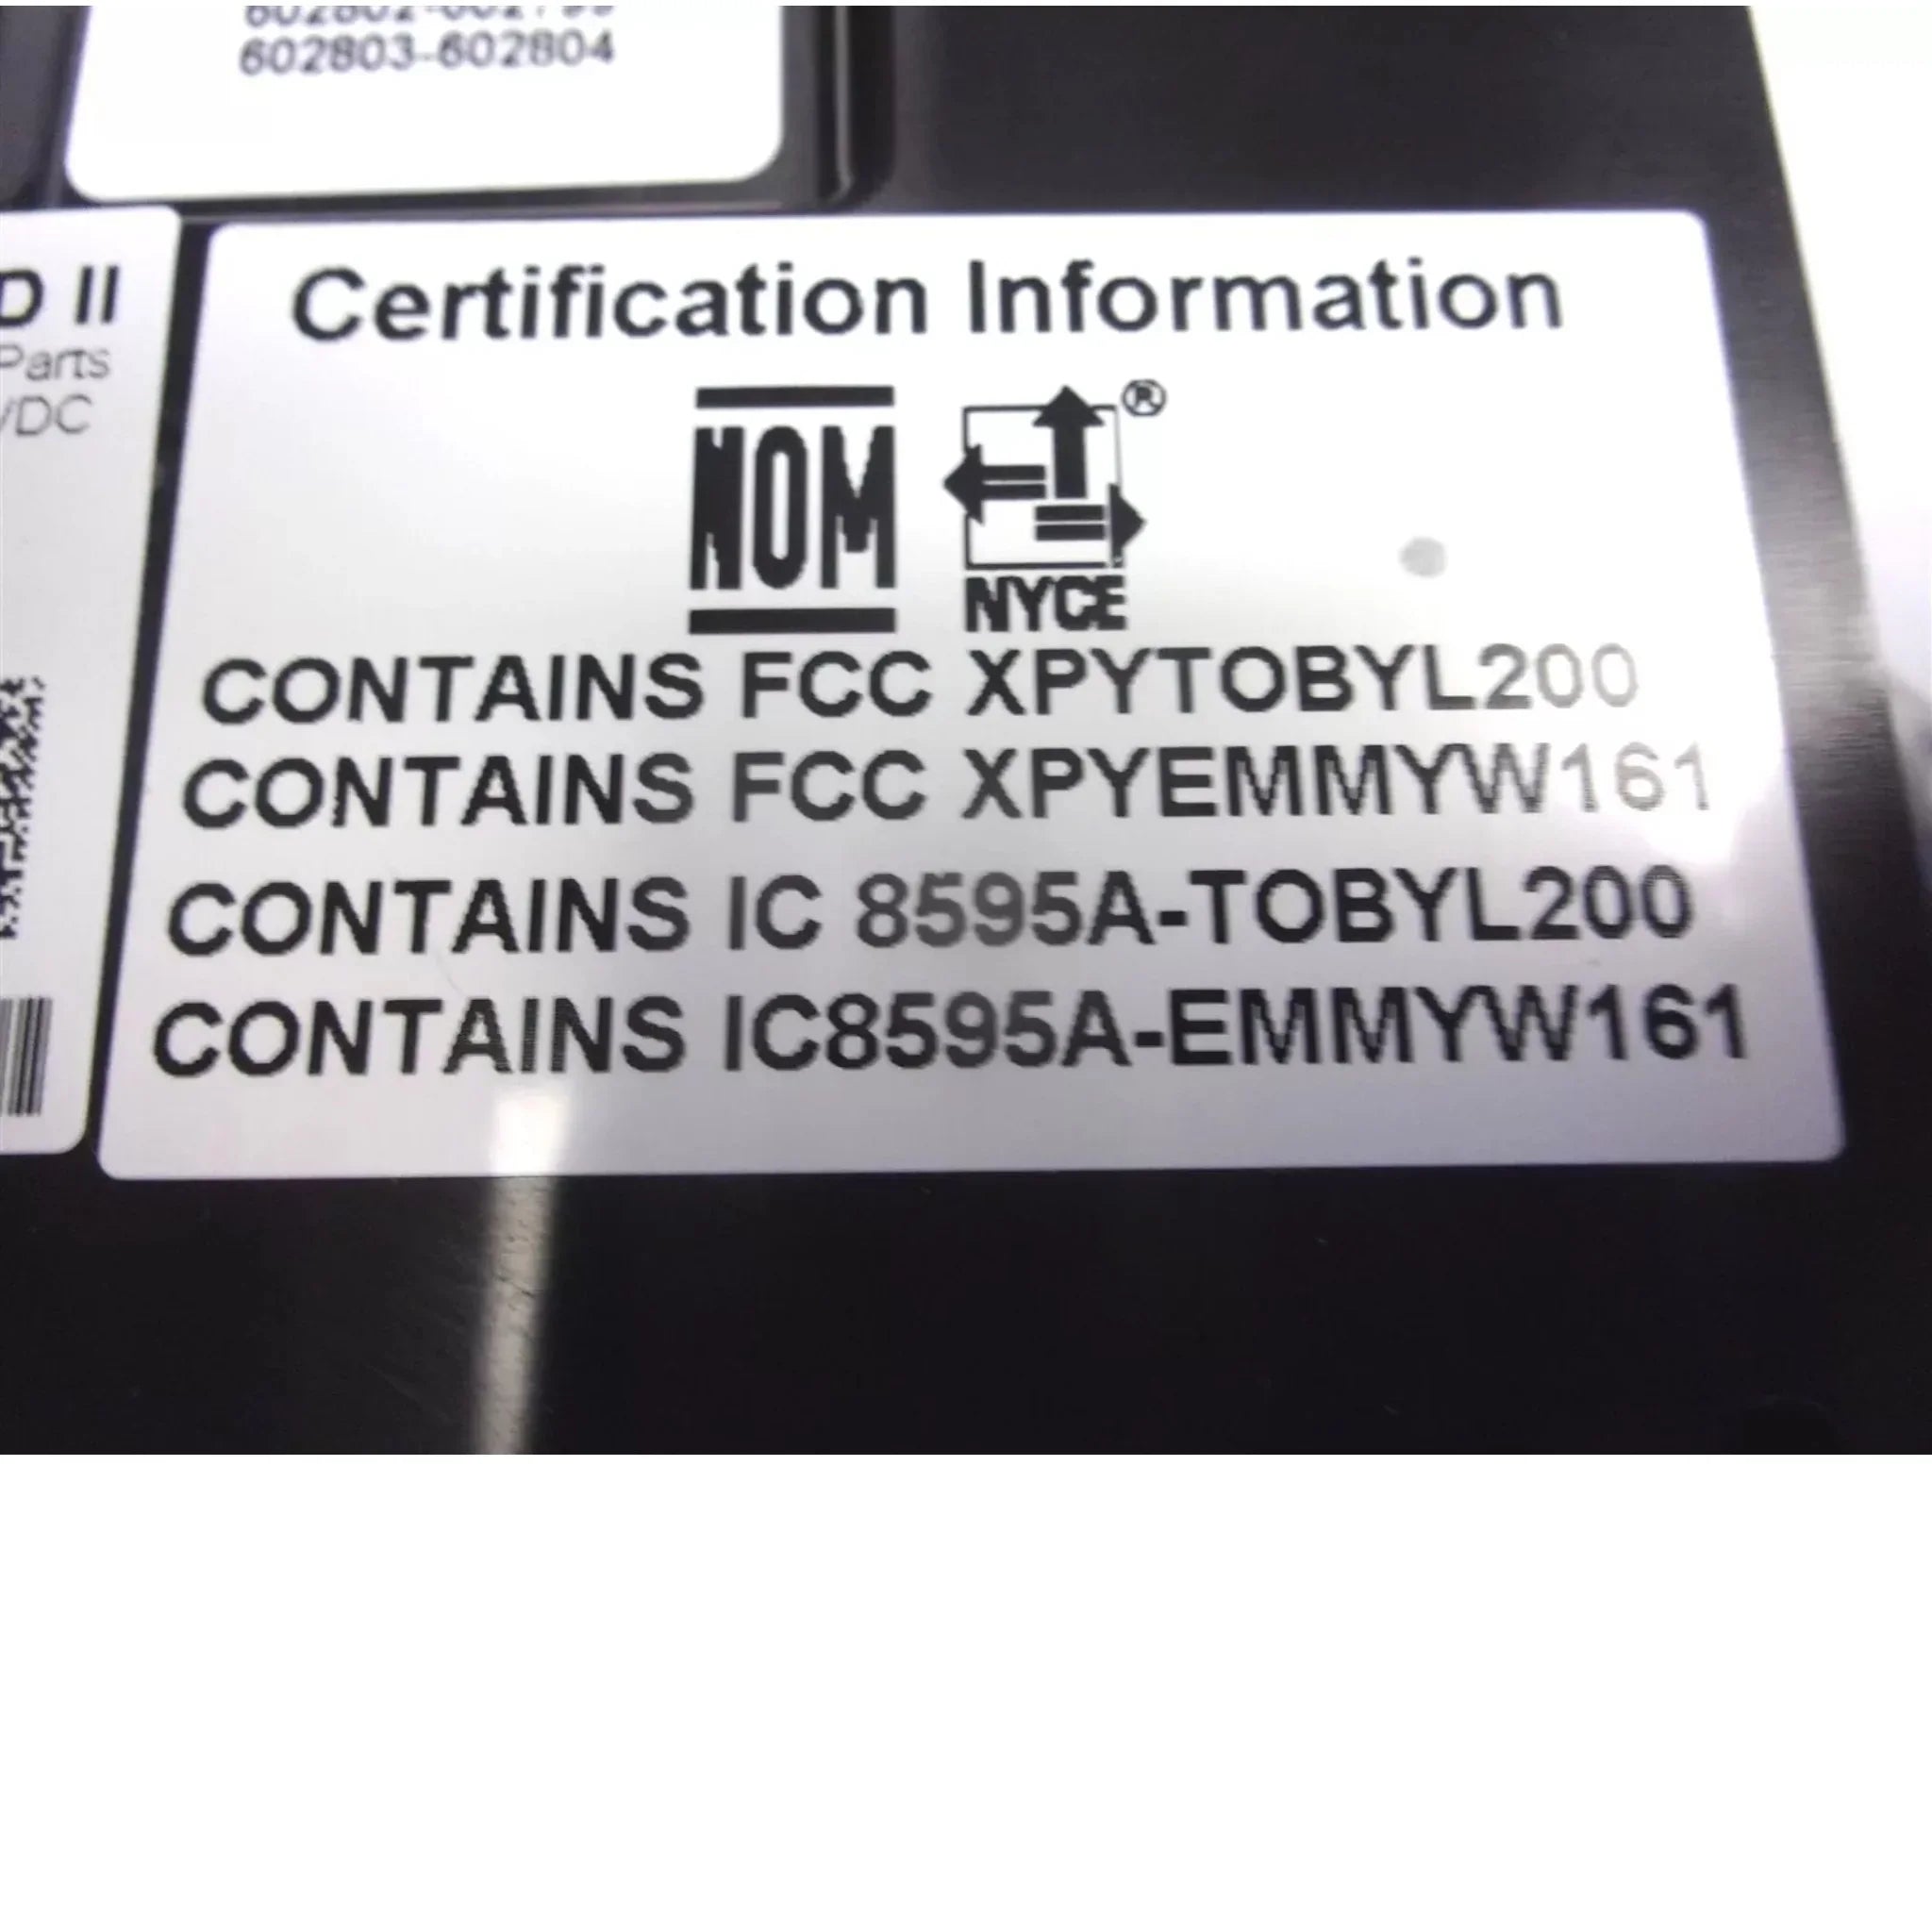 602803-602804
D II
Parts
VDC
Certification Information
NOM
NYCE ®
CONTAINS FCC XPYTOBYL200
CONTAINS FCC XPYEMMYW161
CONTAINS IC 8595A-TOBYL200
CONTAINS IC8595A-EMMYW161